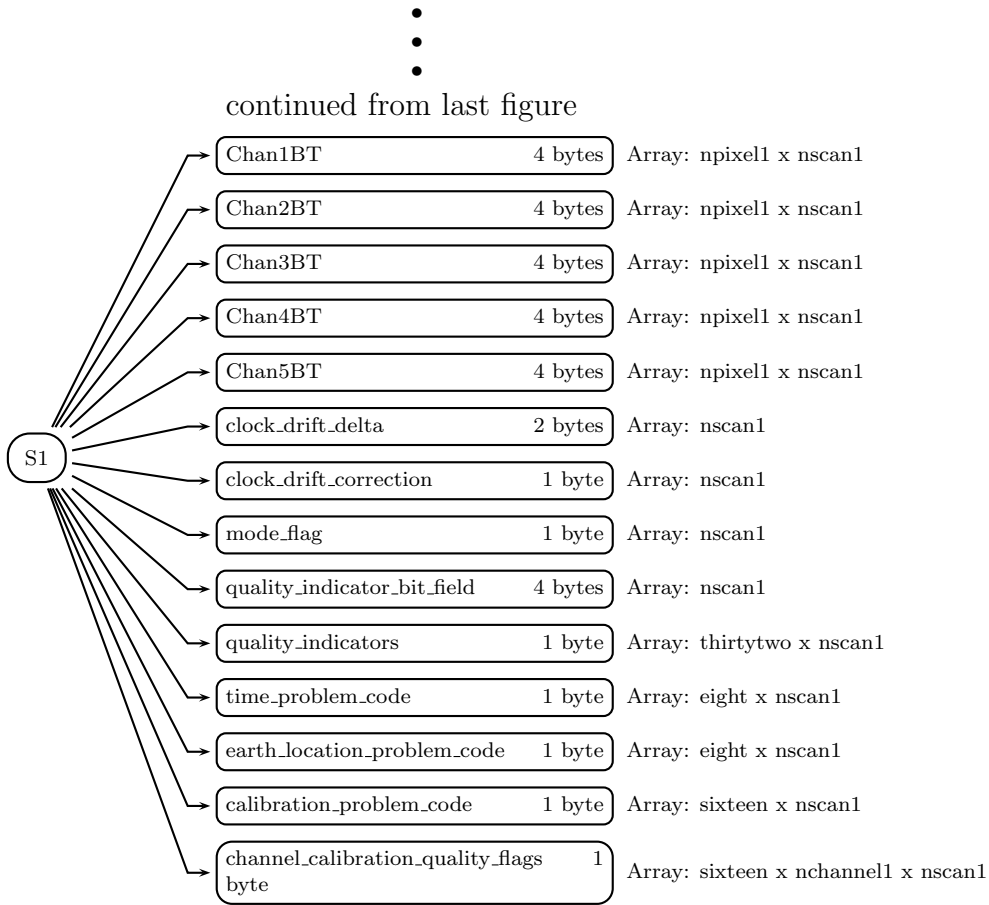 continued from last figure
Chan1BT 4 bytes Array: npixel1 x nscan1
Chan2BT 4 bytes Array: npixel1 x nscan1
Chan3BT 4 bytes Array: npixel1 x nscan1
Chan4BT 4 bytes Array: npixel1 x nscan1
Chan5BT 4 bytes Array: npixel1 x nscan1
clock_drift_delta 2 bytes Array: nscan1
S1
clock_drift_correction 1 byte Array: nscan1
mode_flag 1 byte Array: nscan1
quality_indicator_bit_field 4 bytes Array: nscan1
quality_indicators 1 byte Array: thirtytwo x nscan1
time_problem_code 1 byte Array: eight x nscan1
earth_location_problem_code 1 byte Array: eight x nscan1
calibration_problem_code 1 byte Array: sixteen x nscan1
channel_calibration_quality_flags 1
byte
Array: sixteen x nchannel1 x nscan1